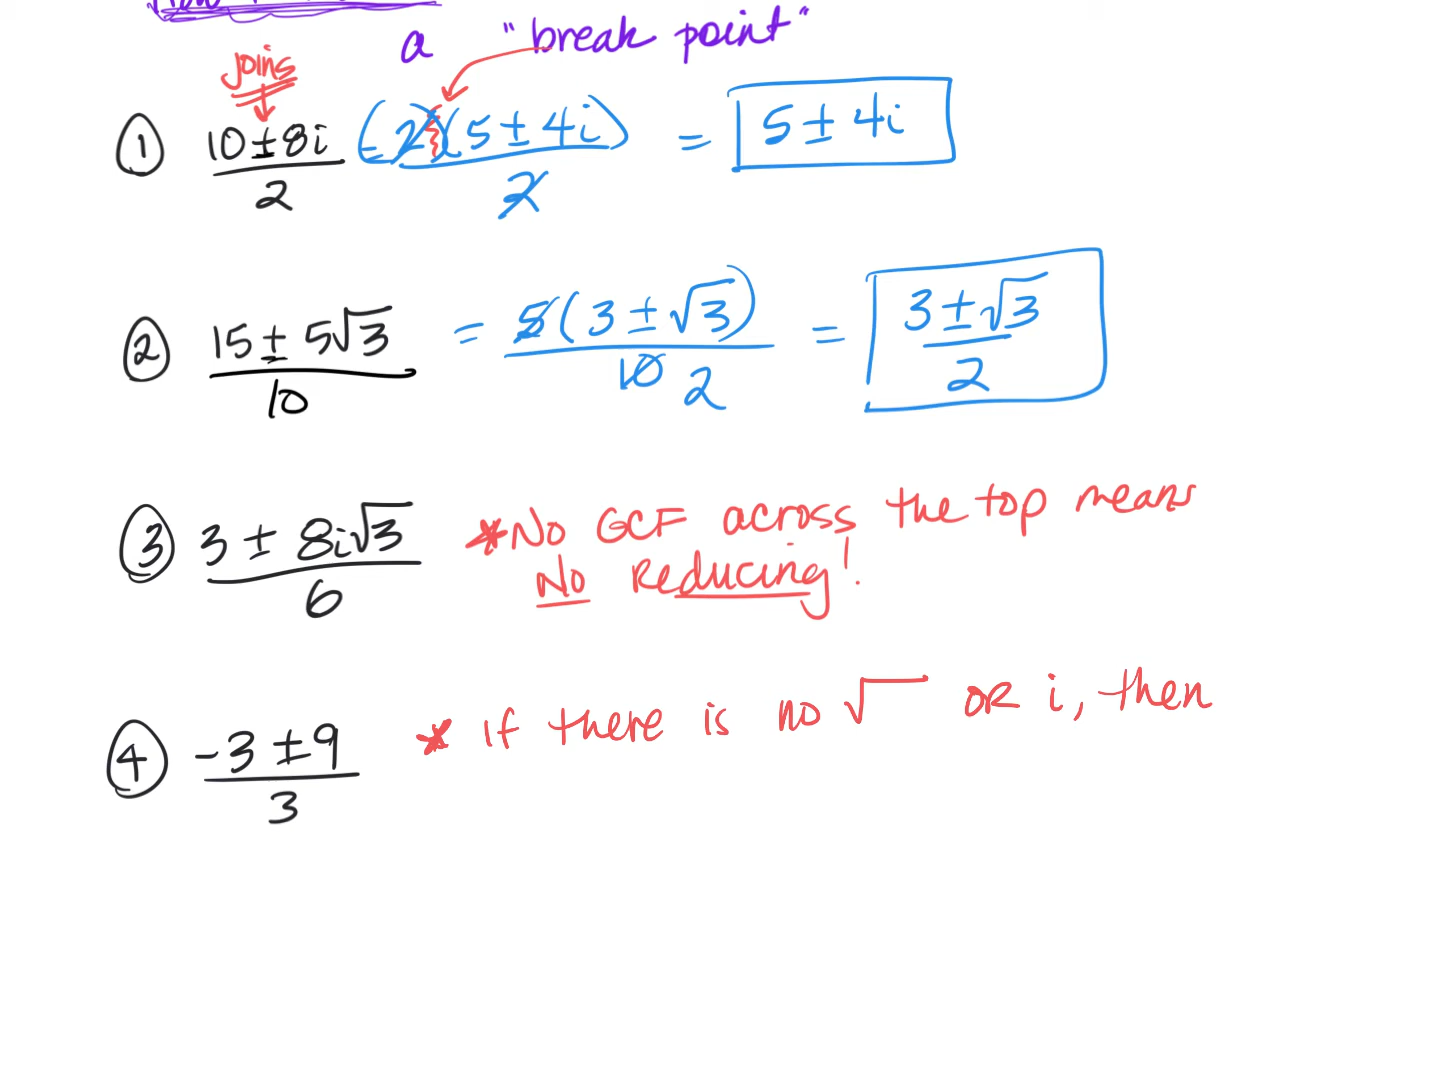 a "break point"
joins
① (10 ± 8i)/2 = (2)(5 ± 4i)/2 = 5 ± 4i
② (15 ± 5√3)/10 = 5(3 ± √3)/10 2 = (3 ± √3)/2
③ (3 ± 8i√3)/6 * No GCF across the top means
No Reducing!
④ (-3 ± 9)/3 * if there is no √ OR i, then